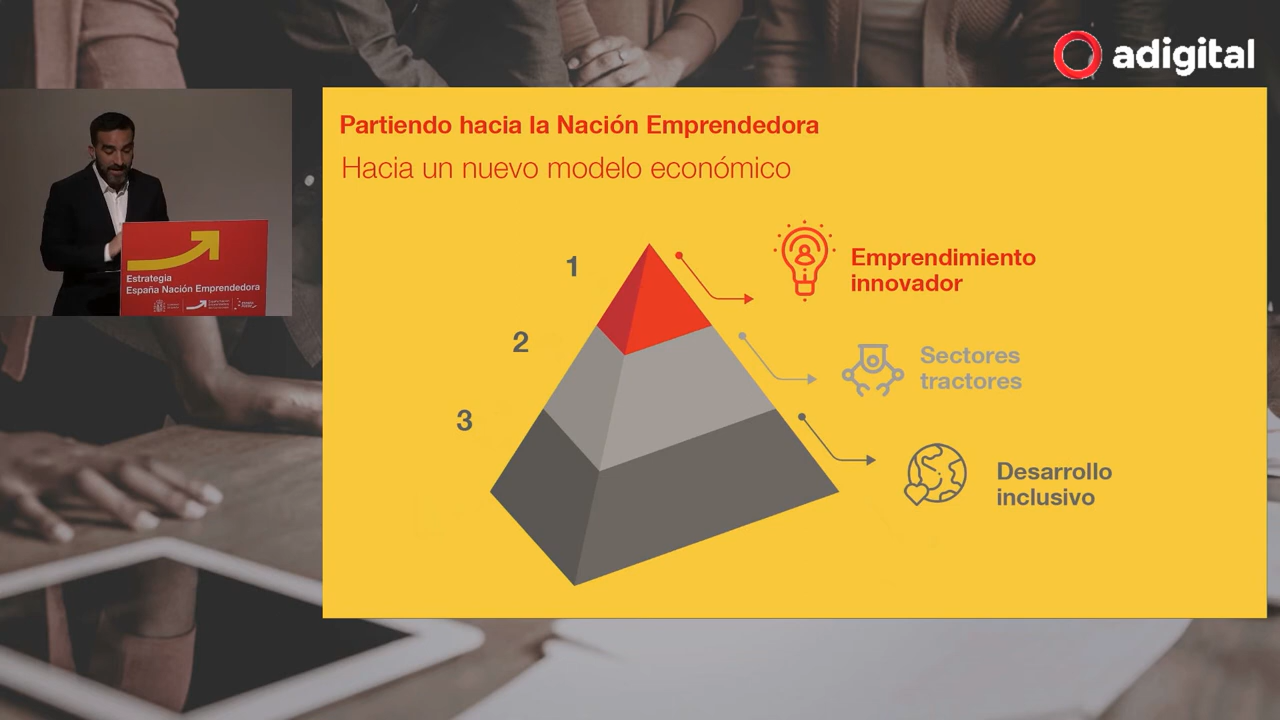 adigital
Partiendo hacia la Nación Emprendedora
Hacia un nuevo modelo económico
1
Emprendimiento
innovador
2
Sectores
tractores
3
Desarrollo
inclusivo
Estrategia
España Nación Emprendedora